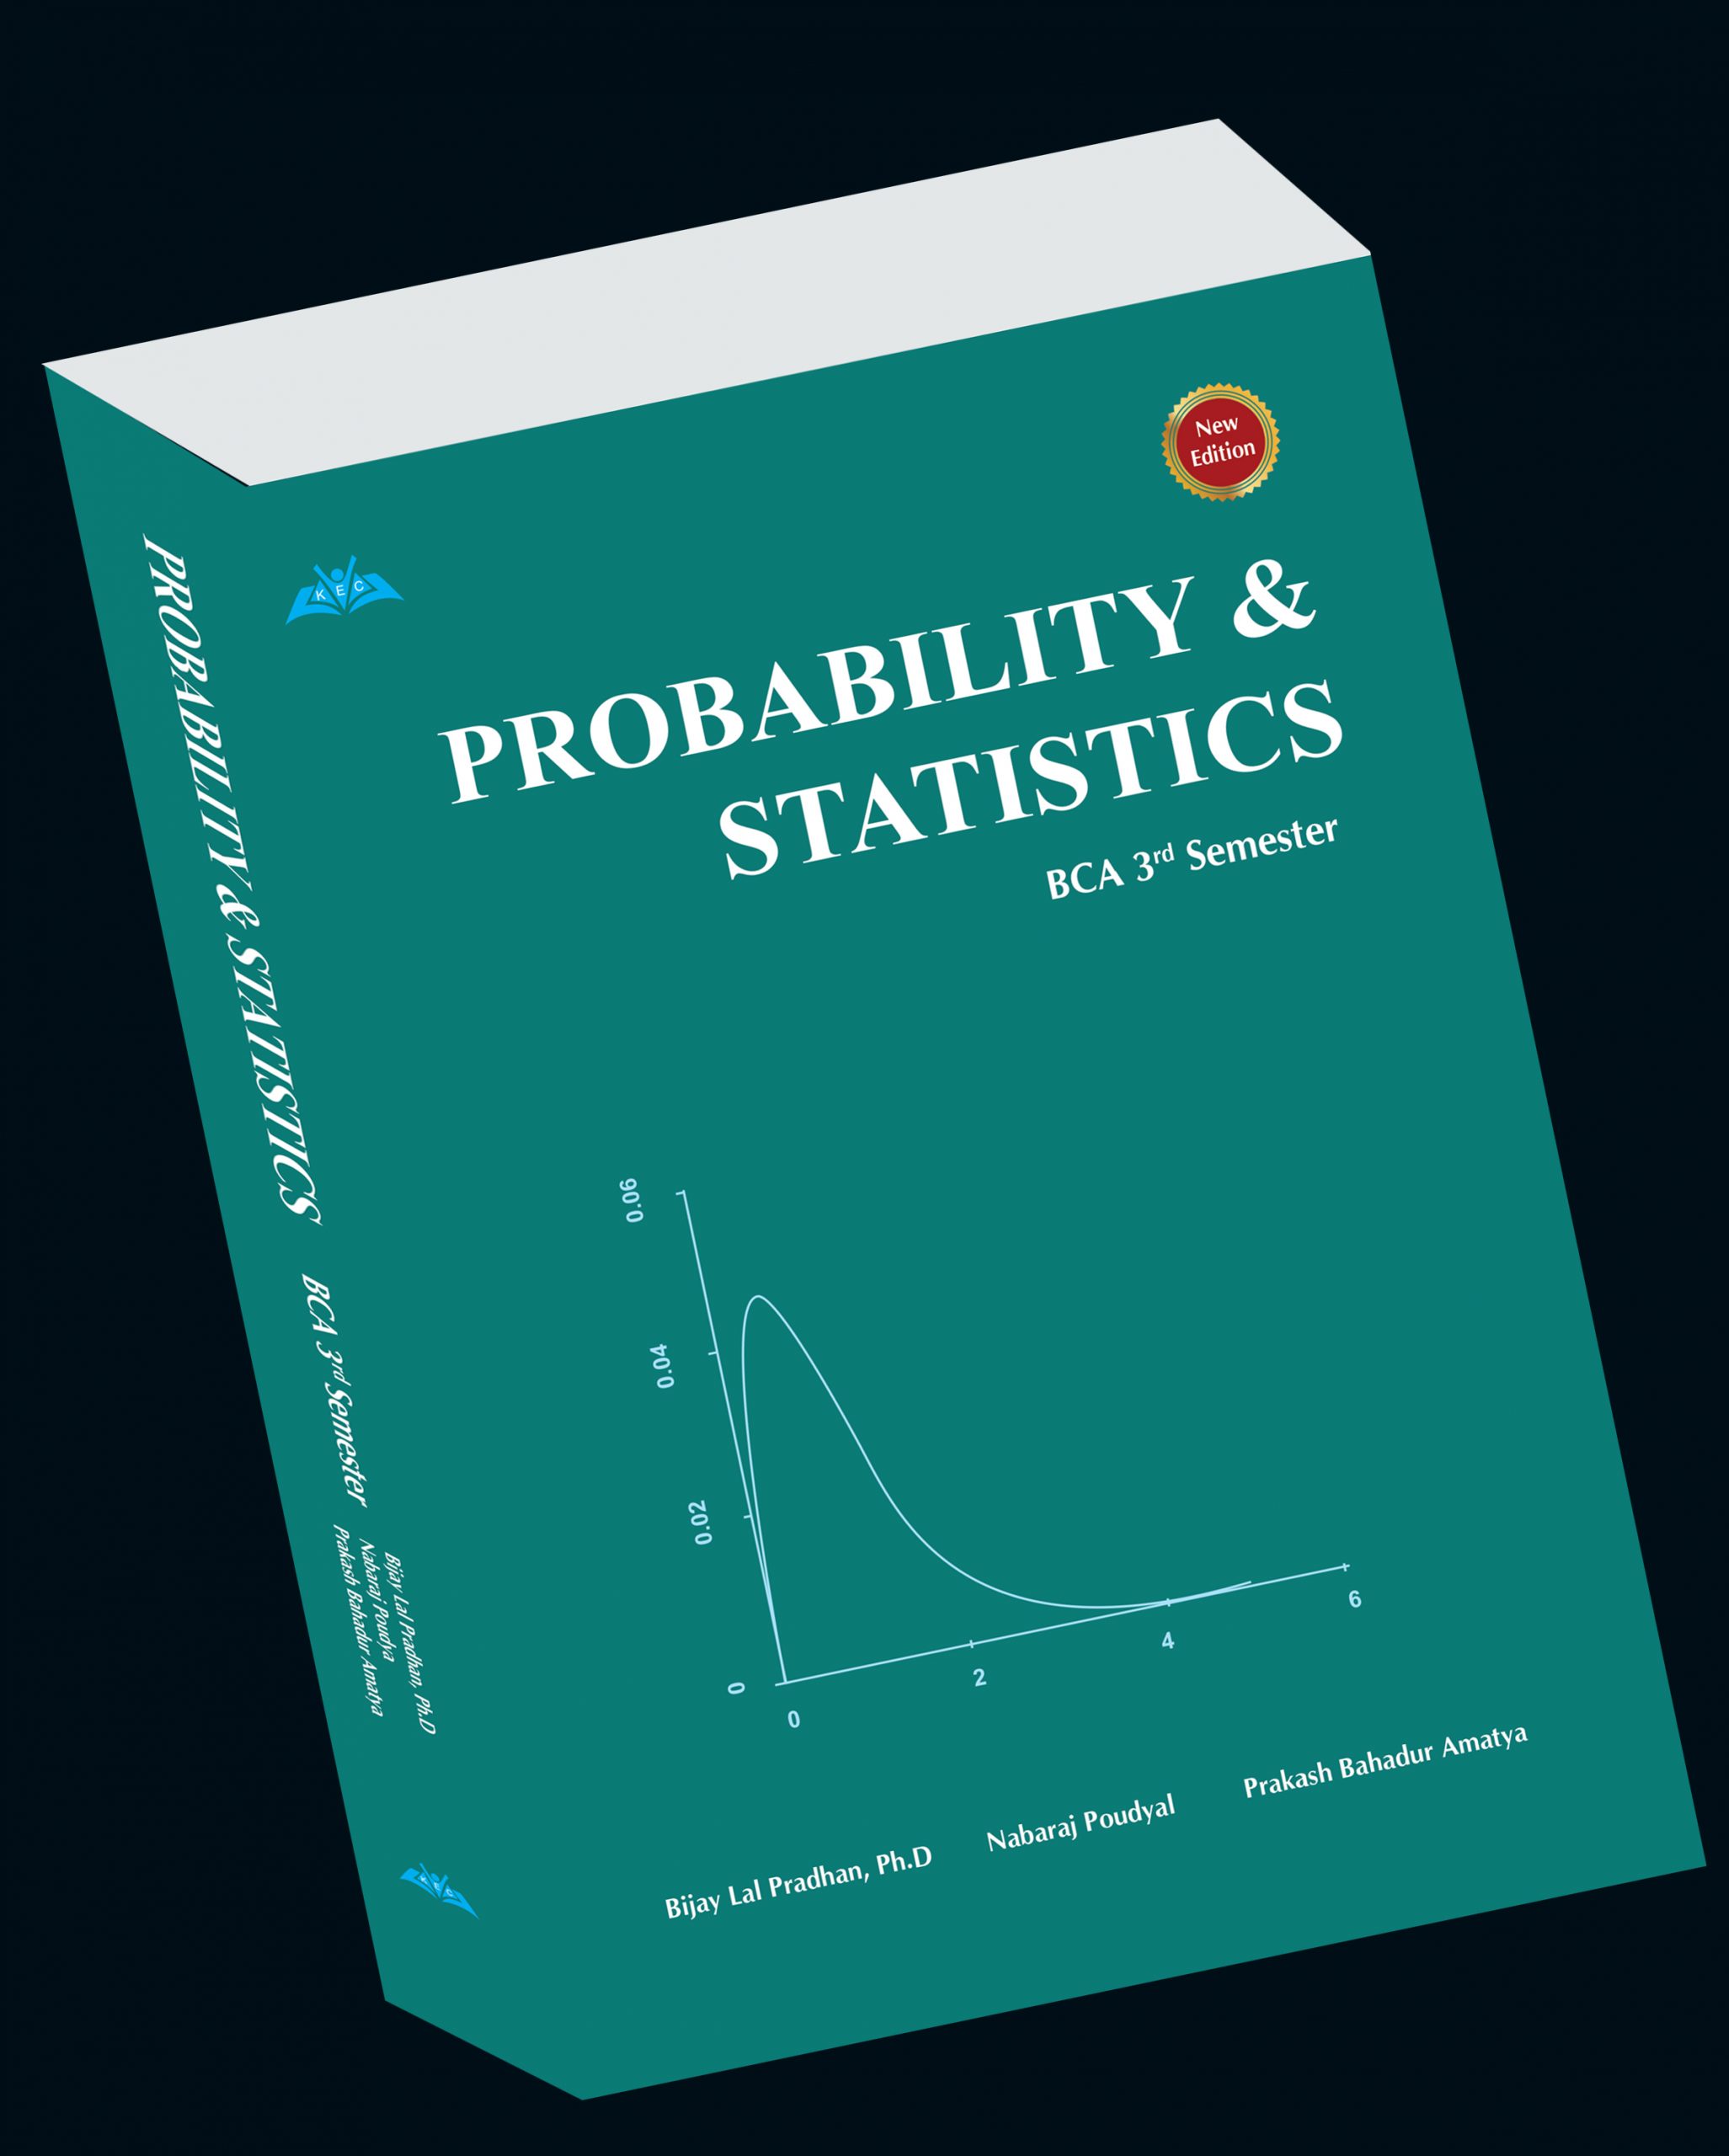 New
Edition
KEC
PROBABILITY &
STATISTICS
BCA 3rd Semester
0.06
0.04
0.02
0
0
2
4
6
Bijay Lal Pradhan, Ph.D
Nabaraj Poudyal
Prakash Bahadur Amatya
PROBABILITY & STATISTICS
BCA 3rd Semester
Bijay Lal Pradhan, Ph.D
Nabaraj Poudya
Prakash Bahadur Amatya
KEC